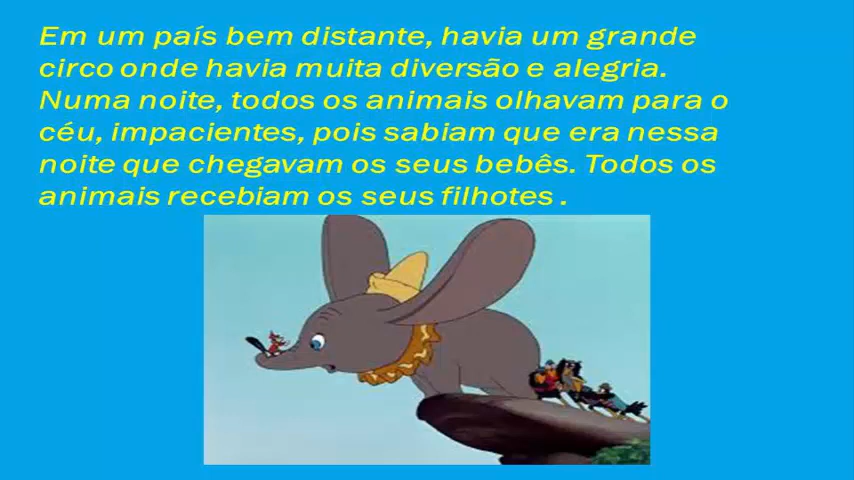 Em um país bem distante, havia um grande
circo onde havia muita diversão e alegria.
Numa noite, todos os animais olhavam para o
céu, impacientes, pois sabiam que era nessa
noite que chegavam os seus bebês. Todos os
animais recebiam os seus filhotes .